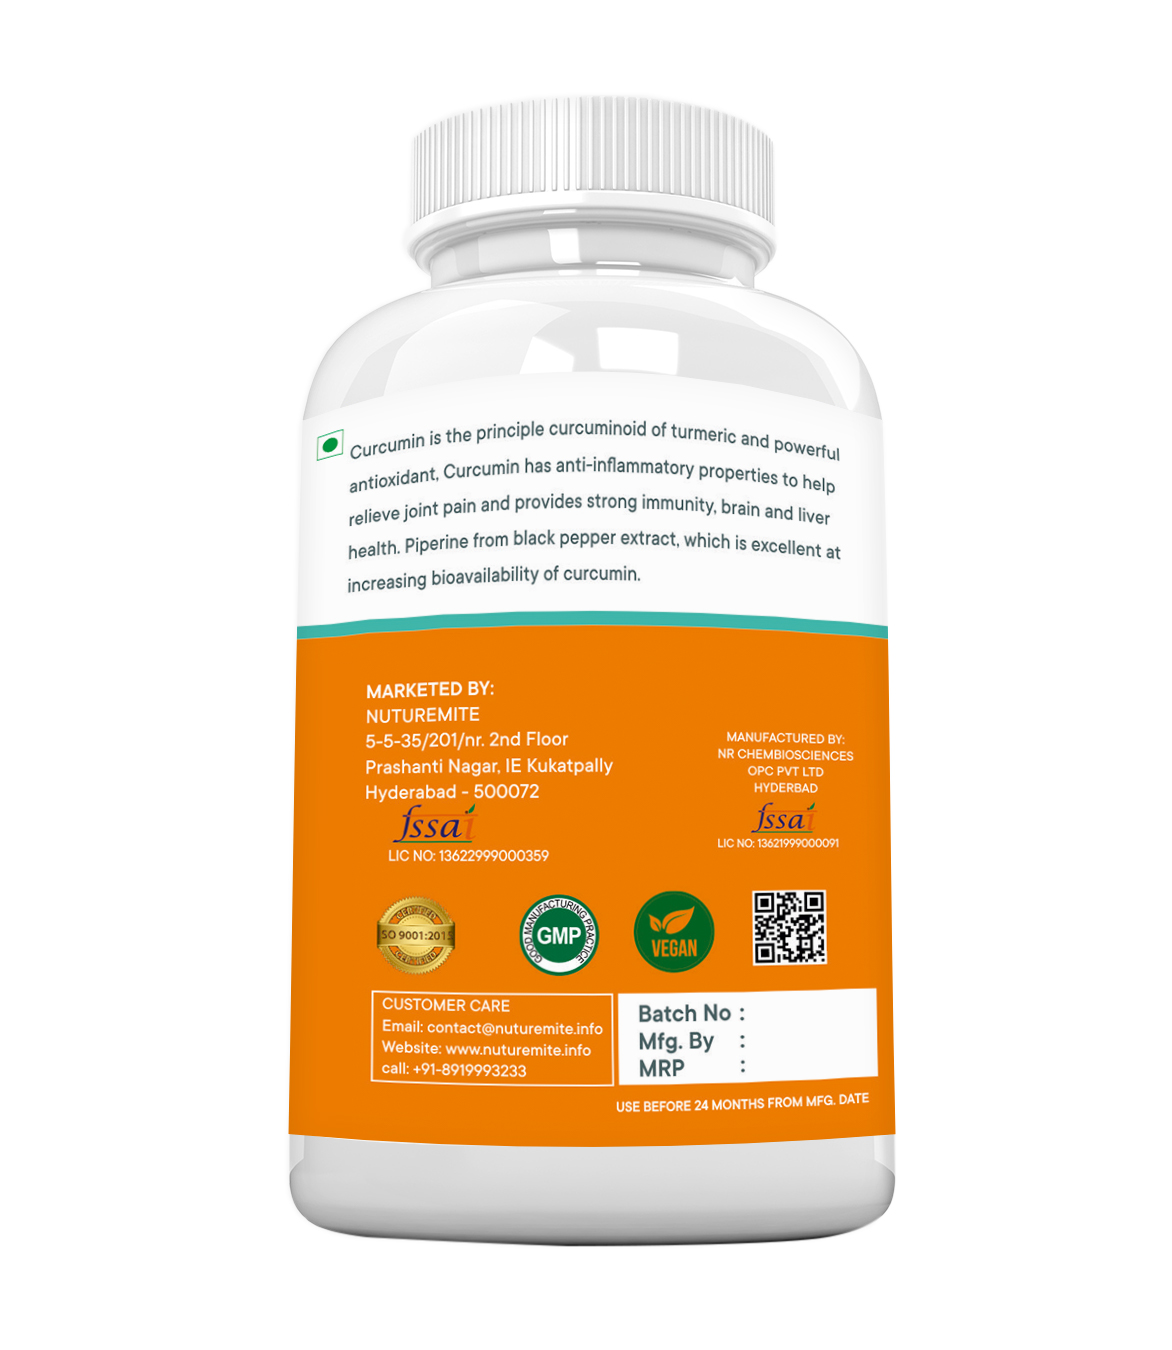 Curcumin is the principle curcuminoid of turmeric and powerful
antioxidant, Curcumin has anti-inflammatory properties to help
relieve joint pain and provides strong immunity, brain and liver
health. Piperine from black pepper extract, which is excellent at
increasing bioavailability of curcumin.
MARKETED BY:
NUTUREMITE
5-5-35/201/nr. 2nd Floor
Prashanti Nagar, IE Kukatpally
Hyderabad - 500072
fssai
LIC NO: 13622999000359
MANUFACTURED BY:
NR CHEMBIOSCIENCES
OPC PVT LTD
HYDERBAD
fssai
LIC NO: 13621999000091
CERTIFIED
ISO 9001:2015
CERTIFIED
GOOD MANUFACTURING PRACTICE
GMP
VEGAN
CUSTOMER CARE
Email: contact@nuturemite.info
Website: www.nuturemite.info
call: +91-8919993233
Batch No :
Mfg. By :
MRP :
USE BEFORE 24 MONTHS FROM MFG. DATE